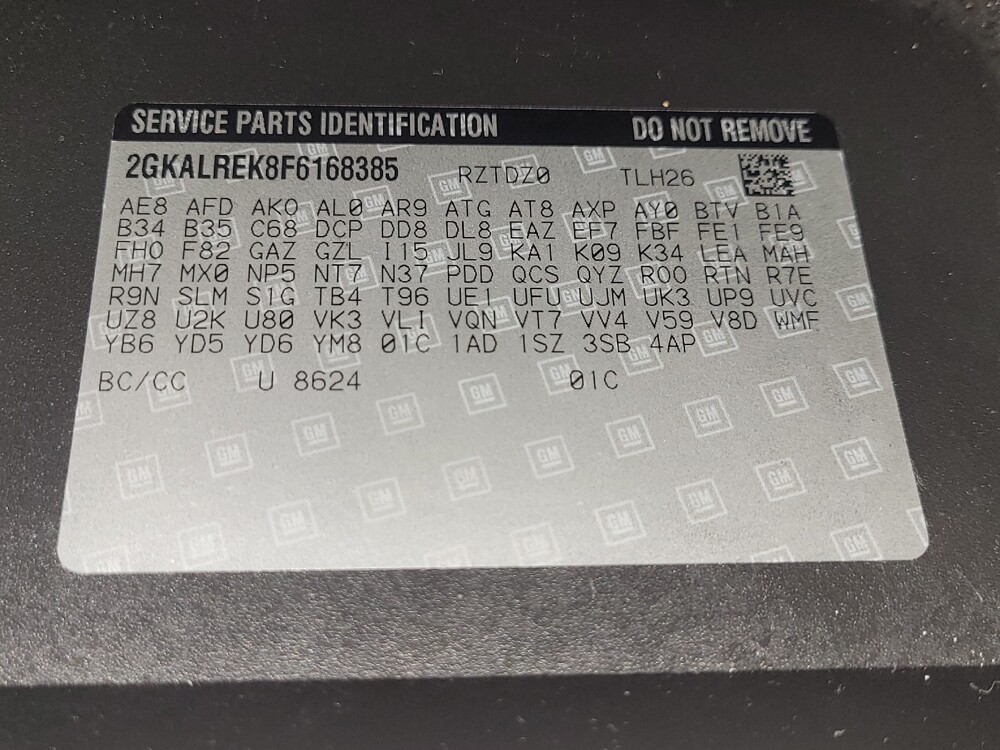 SERVICE PARTS IDENTIFICATION DO NOT REMOVE
2GKALREK8F6168385 RZTDZ0 TLH26
AE8 AFD AKO AL0 AR9 ATG AT8 AXP AY0 BTV B1A
B34 B35 C68 DCP DD8 DL8 EAZ EF7 FBF FE1 FE9
FHO F82 GAZ GZL I15 JL9 KA1 K09 K34 LEA MAH
MH7 MX0 NP5 NT7 N37 PDD QCS QYZ ROO RTN R7E
R9N SLM S1G TB4 T96 UE1 UFU UJM UK3 UP9 UVC
UZ8 U2K U80 VK3 VLI VQN VT7 VV4 V59 V8D WMF
YB6 YD5 YD6 YM8 01C 1AD 1SZ 3SB 4AP
BC/CC U 8624 01C